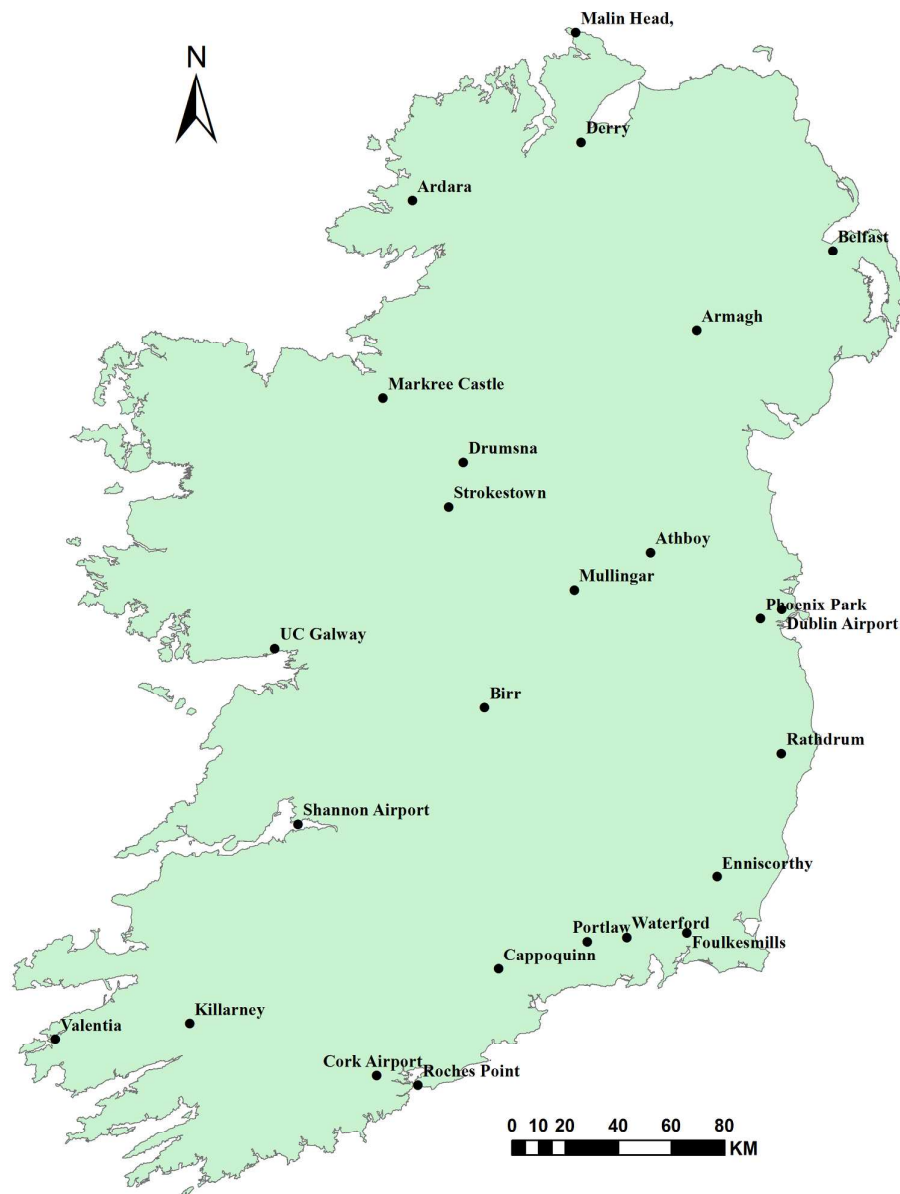 Malin Head,
N
Derry
Ardara
Belfast
Armagh
Markree Castle
Drumsna
Strokestown
Athboy
Mullingar
Phoenix Park
Dublin Airport
UC Galway
Birr
Rathdrum
Shannon Airport
Enniscorthy
Portlaw
Waterford
Foulkesmills
Cappoquinn
Killarney
Valentia
Cork Airport
Roches Point
0 10 20 40 60 80
KM